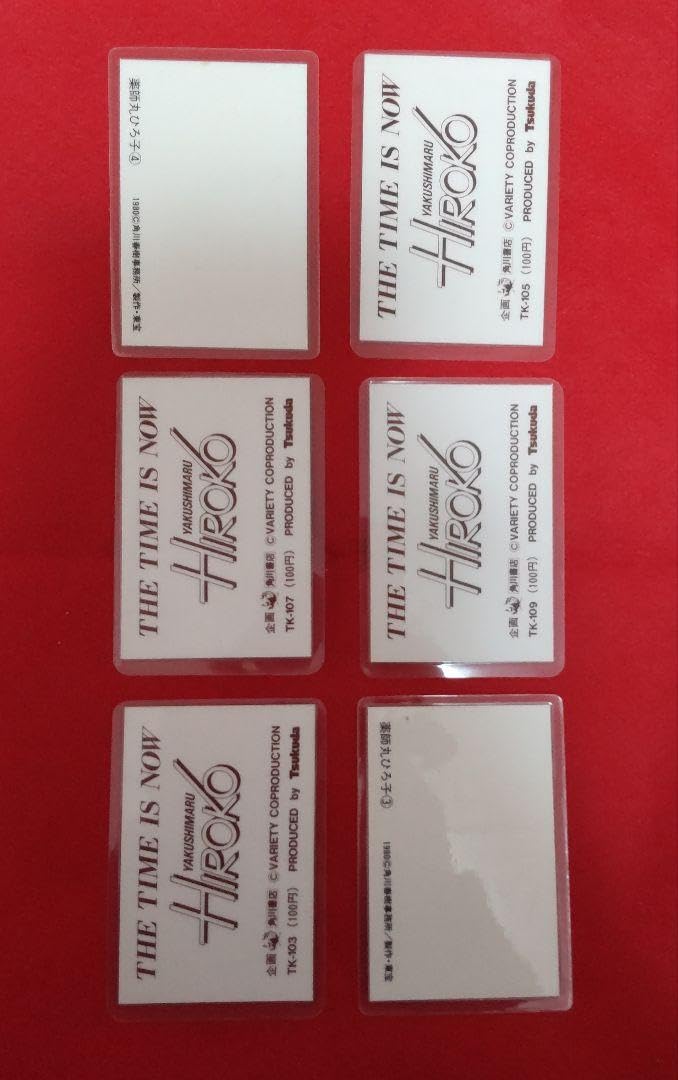 薬師丸ひろ子④
1980©角川春樹事務所／製作・東宝
THE TIME IS NOW
YAKUSHIMARU
HIROKO
企画 角川書店 © VARIETY COPRODUCTION
TK-105 (100円) PRODUCED by Tsukuda
THE TIME IS NOW
YAKUSHIMARU
HIROKO
企画 角川書店 © VARIETY COPRODUCTION
TK-107 (100円) PRODUCED by Tsukuda
THE TIME IS NOW
YAKUSHIMARU
HIROKO
企画 角川書店 © VARIETY COPRODUCTION
TK-109 (100円) PRODUCED by Tsukuda
THE TIME IS NOW
YAKUSHIMARU
HIROKO
企画 角川書店 © VARIETY COPRODUCTION
TK-103 (100円) PRODUCED by Tsukuda
薬師丸ひろ子③
1980©角川春樹事務所／製作・東宝